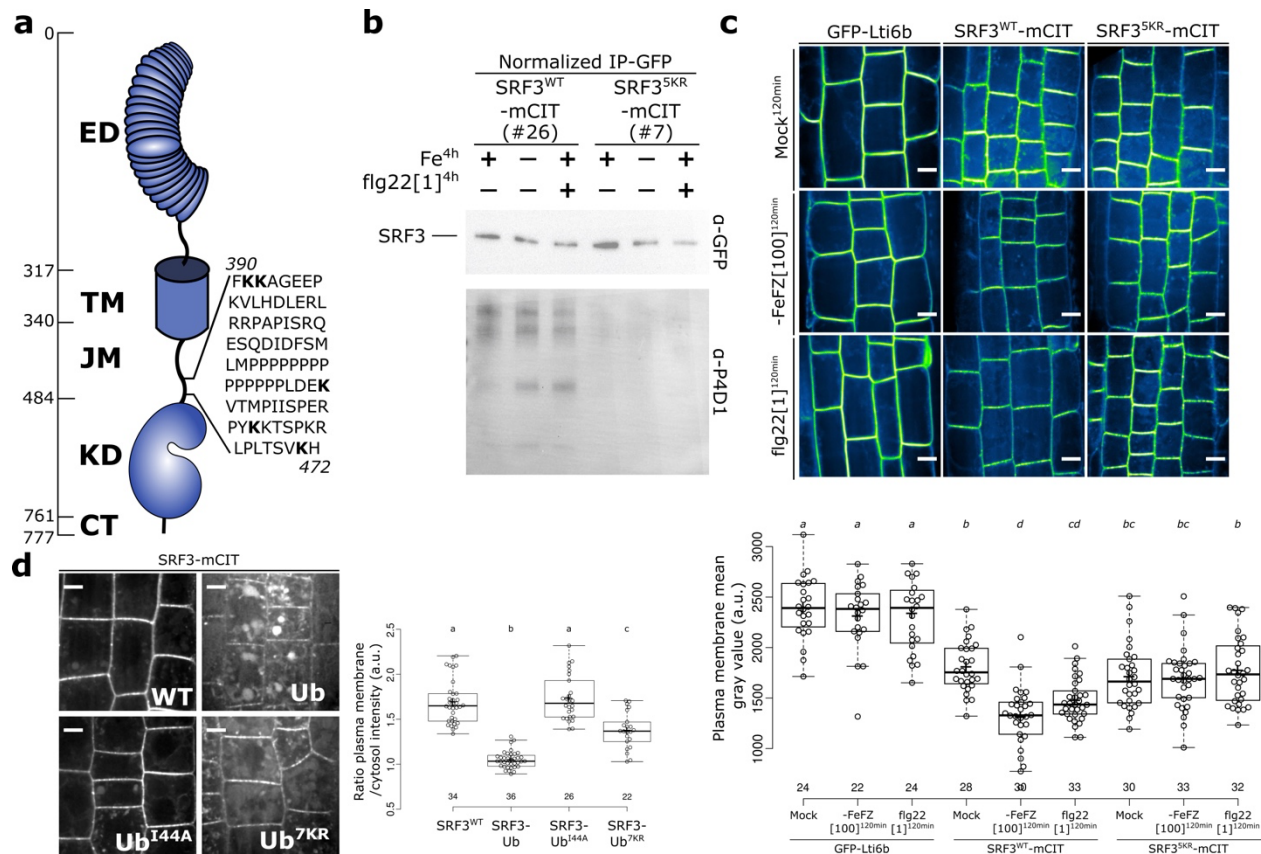 a
0
ED
317
TM
340
JM
484
KD
761
CT
777
390
FKKAGEEP
KVLHDLERL
RRPAPISRQ
ESQDIDFSM
LMPPPPPPPP
PPPPPPLDEK
VTMPIISPER
PYKKTSPKR
LPLTSVKH
472
b
Normalized IP-GFP
SRF3WT SRF35KR
-mCIT -mCIT
(#26) (#7)
Fe4h + − + + − +
flg22[1]4h − − + − − +
SRF3
α-GFP
α-P4D1
c
GFP-Lti6b SRF3WT-mCIT SRF35KR-mCIT
Mock120min
-FeFZ[100]120min
flg22[1]120min
a a a b d cd bc bc b
Plasma membrane mean
gray value (a.u.)
3000
2500
2000
1500
1000
24 22 24 28 30 33 30 33 32
Mock -FeFZ flg22 Mock -FeFZ flg22 Mock -FeFZ flg22
[100]120min [1]120min [100]120min [1]120min [100]120min [1]120min
GFP-Lti6b SRF3WT-mCIT SRF35KR-mCIT
d
SRF3-mCIT
WT
Ub
UbI44A
Ub7KR
Ratio plasma membrane
/cytosol intensity (a.u.)
2.5
2.0
1.5
1.0
0.5
a b a c
34 36 26 22
SRF3WT SRF3- SRF3- SRF3-
Ub UbI44A Ub7KR